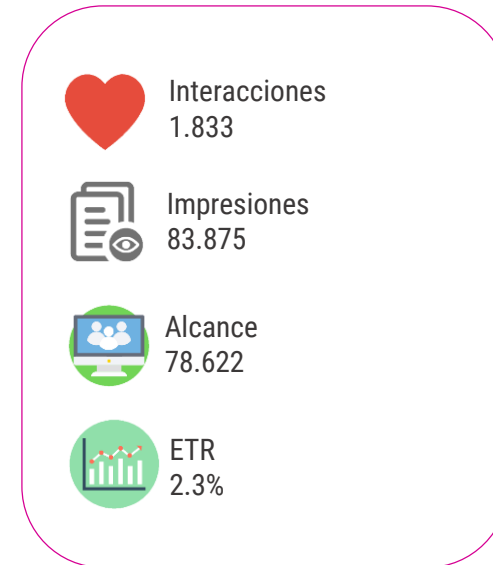 Interacciones
1.833
Impresiones
83.875
Alcance
78.622
ETR
2.3%